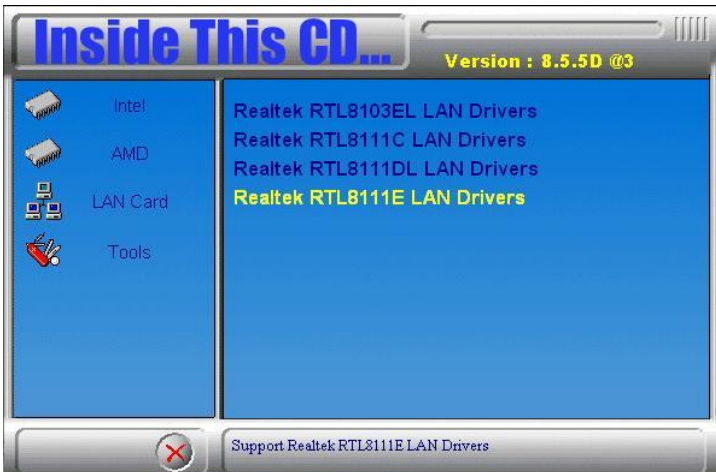 Inside This CD...
Version : 8.5.5D @3
Intel
AMD
LAN Card
Tools
Realtek RTL8103EL LAN Drivers
Realtek RTL8111C LAN Drivers
Realtek RTL8111DL LAN Drivers
Realtek RTL8111E LAN Drivers
Support Realtek RTL8111E LAN Drivers